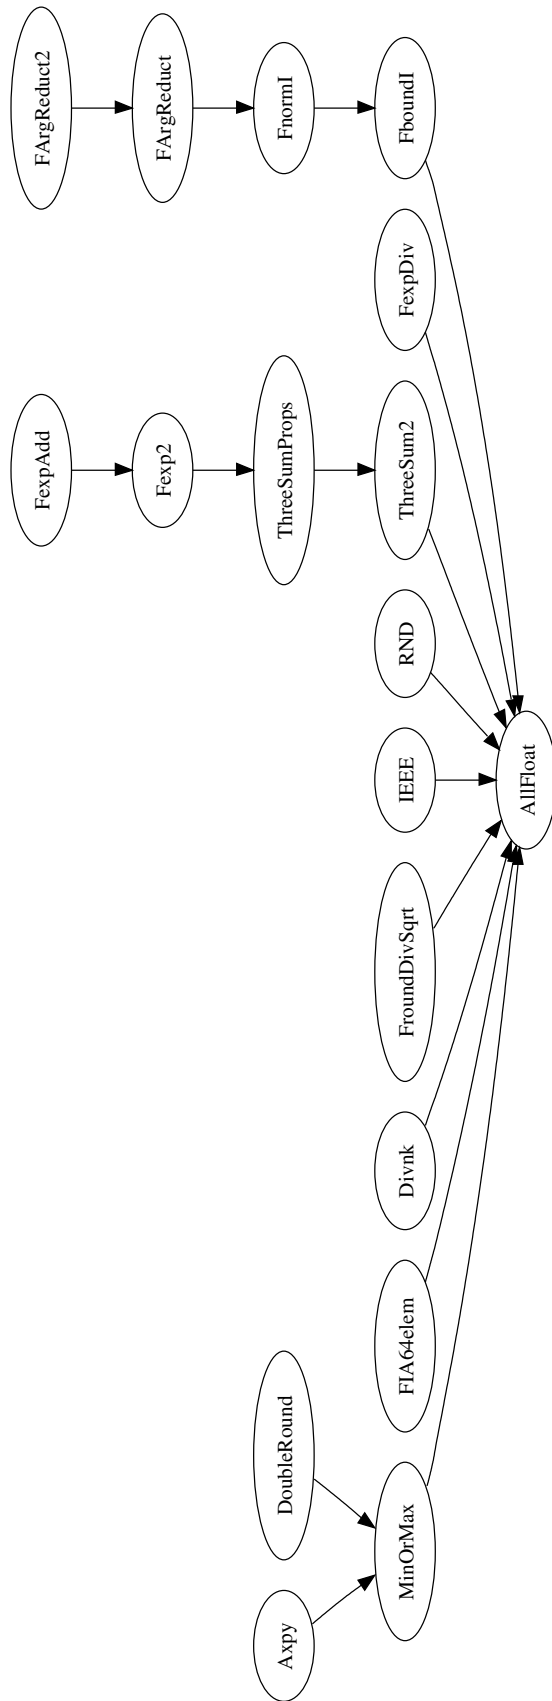 FArgReduct2
FArgReduct
FnormI
FboundI
FexpDiv
FexpAdd
Fexp2
ThreeSumProps
ThreeSum2
RND
IEEE
AllFloat
FroundDivSqrt
Divnk
FIA64elem
DoubleRound
MinOrMax
Axpy